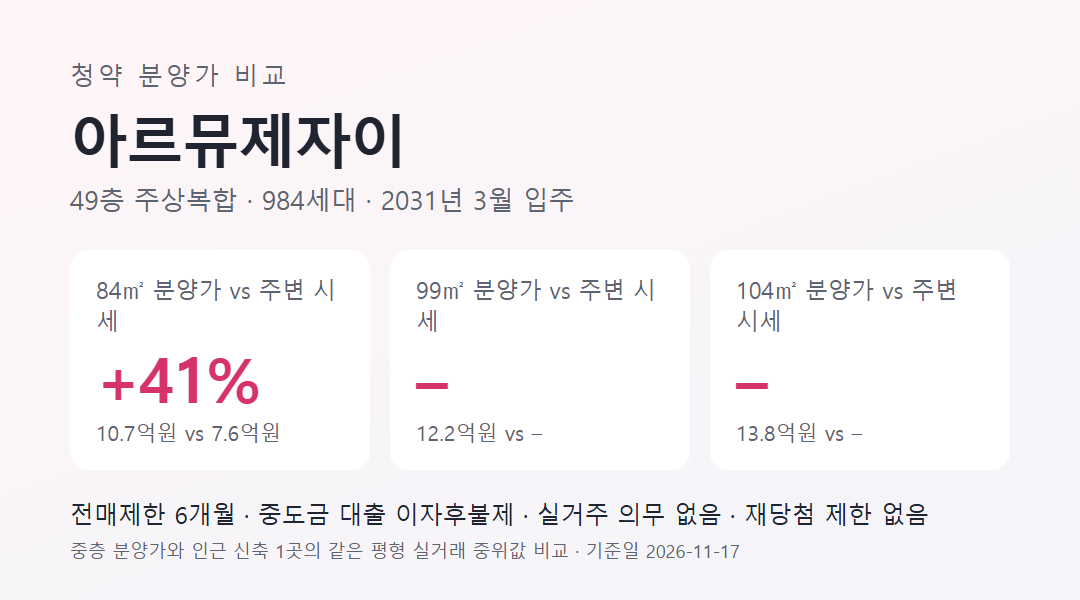 청약 분양가 비교
아르뮤제자이
49층 주상복합 · 984세대 · 2031년 3월 입주
84㎡ 분양가 vs 주변 시
세
+41%
10.7억원 vs 7.6억원
99㎡ 분양가 vs 주변 시
세
–
12.2억원 vs –
104㎡ 분양가 vs 주변
시세
–
13.8억원 vs –
전매제한 6개월 · 중도금 대출 이자후불제 · 실거주 의무 없음 · 재당첨 제한 없음
중층 분양가와 인근 신축 1곳의 같은 평형 실거래 중위값 비교 · 기준일 2026-11-17